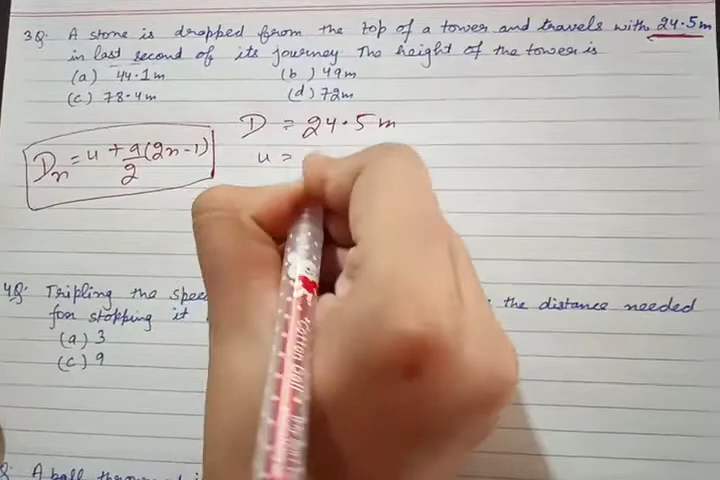 3Q. A stone is dropped from the top of a tower and travels with 24.5m
in last second of its journey. The height of the tower is
(a) 44.1m (b) 49m
(c) 78.4m (d) 72m
D = 24.5m
Dn = u + a/2 (2n-1)
u =
4Q. Tripling the spee the distance needed
for stopping it
(a) 3
(c) 9
A ball thrown